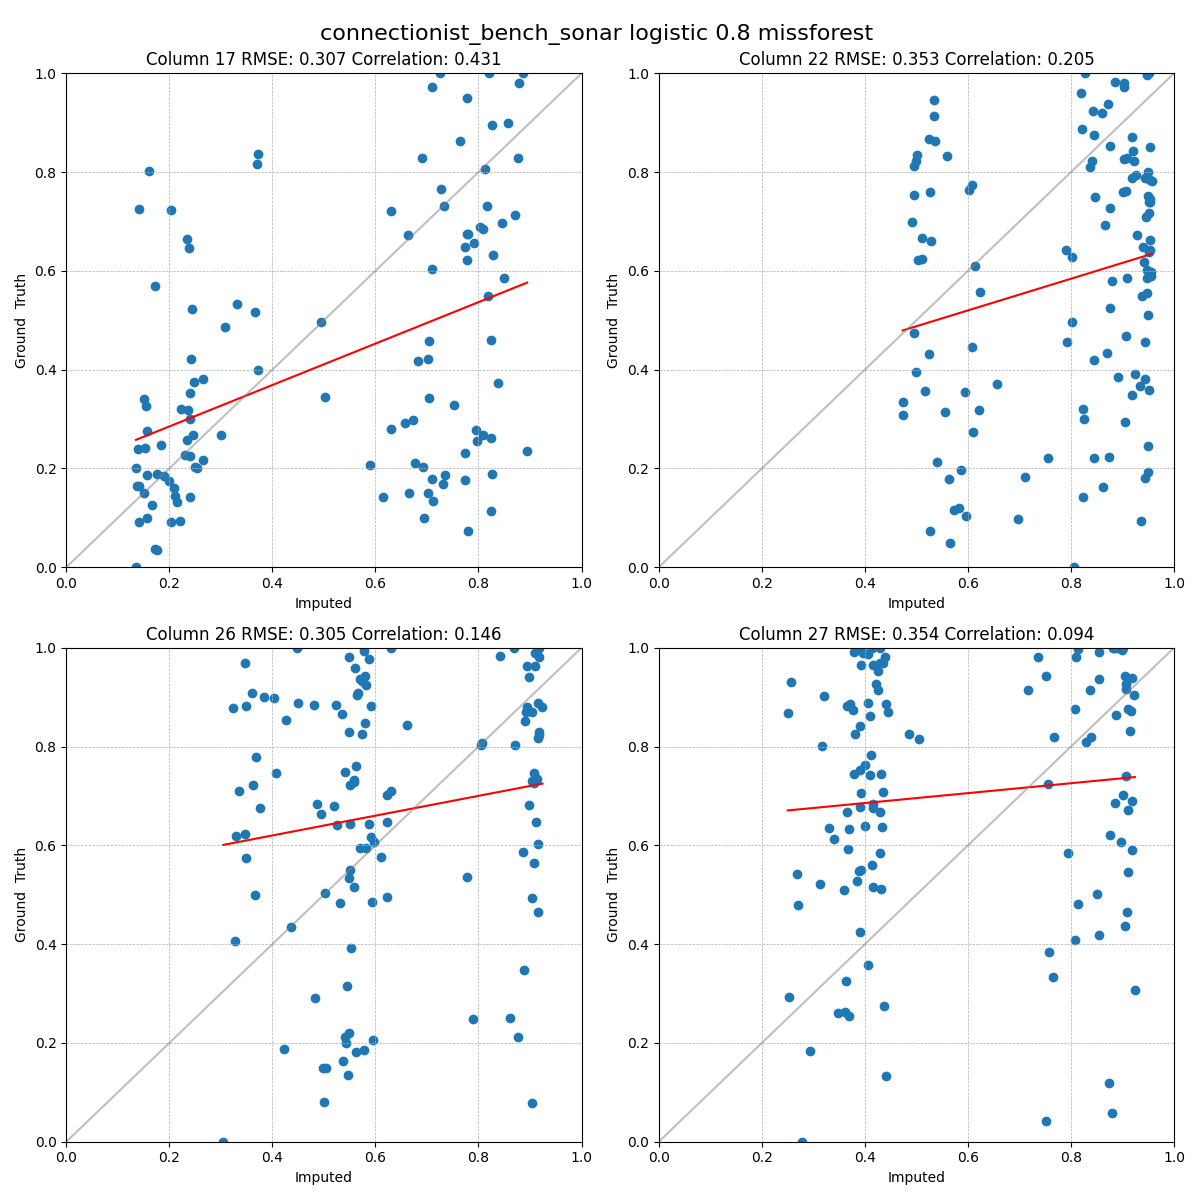 connectionist_bench_sonar logistic 0.8 missforest
Column 17 RMSE: 0.307 Correlation: 0.431
Column 22 RMSE: 0.353 Correlation: 0.205
1.0
0.8
0.6
0.4
0.2
0.0
Ground Truth
0.0 0.2 0.4 0.6 0.8 1.0
Imputed
1.0
0.8
0.6
0.4
0.2
0.0
Ground Truth
0.0 0.2 0.4 0.6 0.8 1.0
Imputed
Column 26 RMSE: 0.305 Correlation: 0.146
Column 27 RMSE: 0.354 Correlation: 0.094
1.0
0.8
0.6
0.4
0.2
0.0
Ground Truth
0.0 0.2 0.4 0.6 0.8 1.0
Imputed
1.0
0.8
0.6
0.4
0.2
0.0
Ground Truth
0.0 0.2 0.4 0.6 0.8 1.0
Imputed